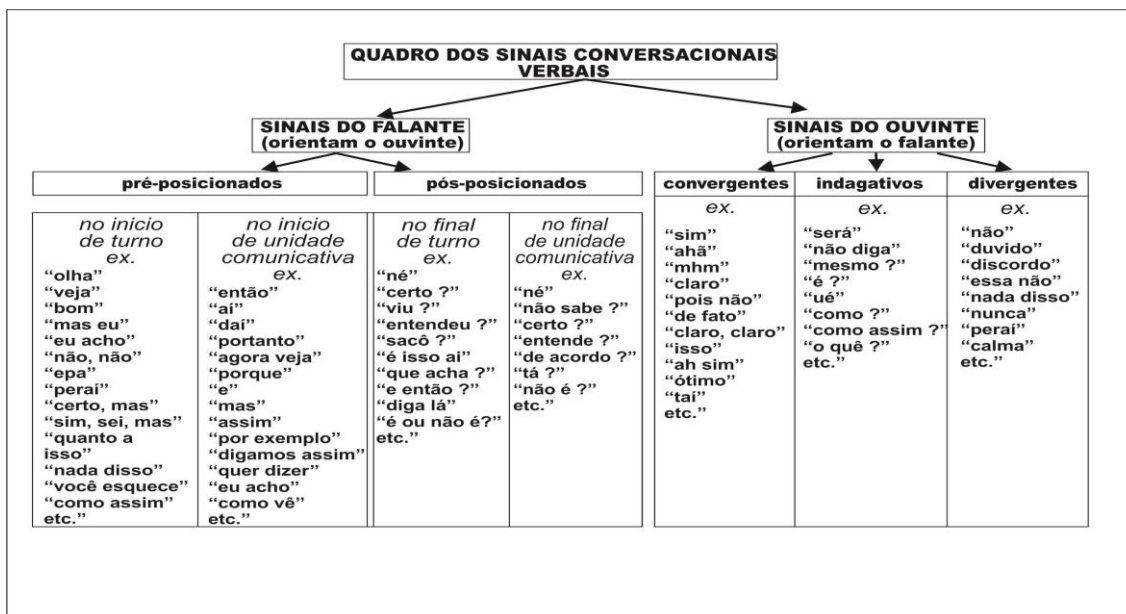 QUADRO DOS SINAIS CONVERSACIONAIS
VERBAIS
SINAIS DO FALANTE
(orientam o ouvinte)
SINAIS DO OUVINTE
(orientam o falante)
pré-posicionados
pós-posicionados
convergentes
indagativos
divergentes
no inicio
de turno
ex.
“olha”
“veja”
“bom”
“mas eu”
“eu acho”
“não, não”
“epa”
“peraí”
“certo, mas”
“sim, sei, mas”
“quanto a
isso”
“nada disso”
“você esquece”
“como assim”
etc.”
no inicio
de unidade
comunicativa
ex.
“então”
“aí”
“daí”
“portanto”
“agora veja”
“porque”
“e”
“mas”
“assim”
“por exemplo”
“digamos assim”
“quer dizer”
“eu acho”
“como vê”
etc.”
no final
de turno
ex.
“né”
“certo ?”
“viu ?”
“entendeu ?”
“sacô ?”
“é isso ai”
“que acha ?”
“e então ?”
“diga lá”
“é ou não é?”
etc.”
no final
de unidade
comunicativa
ex.
“né”
“não sabe ?”
“certo ?”
“entende ?”
“de acordo ?”
“tá ?”
“não é ?”
etc.”
ex.
“sim”
“ahã”
“mhm”
“claro”
“pois não”
“de fato”
“claro, claro”
“isso”
“ah sim”
“ótimo”
“taí”
etc.”
ex.
“será”
“não diga”
“mesmo ?”
“é ?”
“ué”
“como ?”
“como assim ?”
“o quê ?”
etc.”
ex.
“não”
“duvido”
“discordo”
“essa não”
“nada disso”
“nunca”
“peraí”
“calma”
etc.”